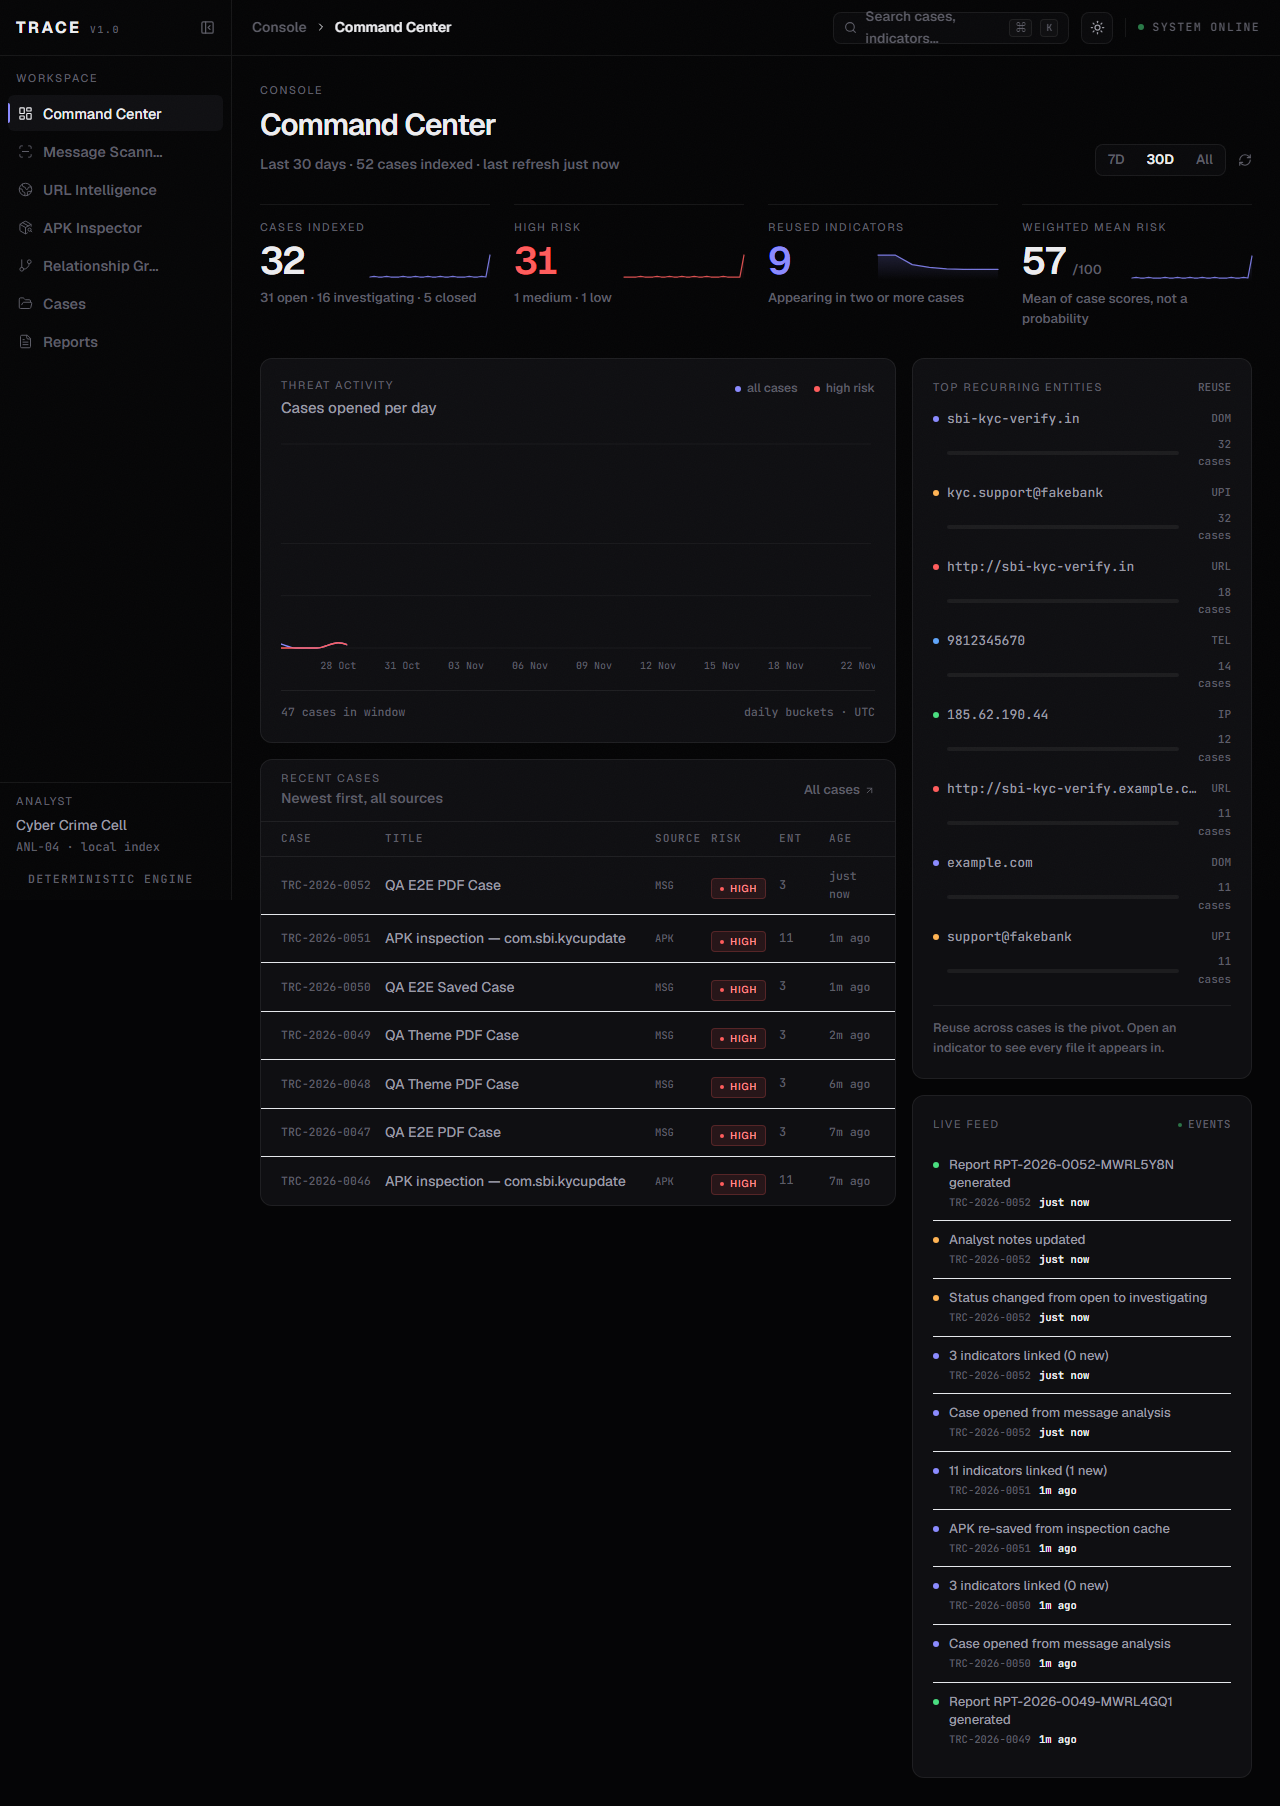 TRACE V1.0
Console > Command Center
Search cases, indicators…
⌘ K
SYSTEM ONLINE
WORKSPACE
Command Center
Message Scann…
URL Intelligence
APK Inspector
Relationship Gr…
Cases
Reports
ANALYST
Cyber Crime Cell
ANL-04 · local index
DETERMINISTIC ENGINE
CONSOLE
Command Center
Last 30 days · 52 cases indexed · last refresh just now
7D 30D All
CASES INDEXED
32
31 open · 16 investigating · 5 closed
HIGH RISK
31
1 medium · 1 low
REUSED INDICATORS
9
Appearing in two or more cases
WEIGHTED MEAN RISK
57 /100
Mean of case scores, not a
probability
THREAT ACTIVITY
Cases opened per day
all cases high risk
28 Oct 31 Oct 03 Nov 06 Nov 09 Nov 12 Nov 15 Nov 18 Nov 22 Nov
47 cases in window daily buckets · UTC
RECENT CASES
Newest first, all sources
All cases
CASE TITLE SOURCE RISK ENT AGE
TRC-2026-0052 QA E2E PDF Case MSG HIGH 3 just now
TRC-2026-0051 APK inspection — com.sbi.kycupdate APK HIGH 11 1m ago
TRC-2026-0050 QA E2E Saved Case MSG HIGH 3 1m ago
TRC-2026-0049 QA Theme PDF Case MSG HIGH 3 2m ago
TRC-2026-0048 QA Theme PDF Case MSG HIGH 3 6m ago
TRC-2026-0047 QA E2E PDF Case MSG HIGH 3 7m ago
TRC-2026-0046 APK inspection — com.sbi.kycupdate APK HIGH 11 7m ago
TOP RECURRING ENTITIES REUSE
sbi-kyc-verify.in DOM
32 cases
kyc.support@fakebank UPI
32 cases
http://sbi-kyc-verify.in URL
18 cases
9812345670 TEL
14 cases
185.62.190.44 IP
12 cases
http://sbi-kyc-verify.example.c… URL
11 cases
example.com DOM
11 cases
support@fakebank UPI
11 cases
Reuse across cases is the pivot. Open an
indicator to see every file it appears in.
LIVE FEED EVENTS
Report RPT-2026-0052-MWRL5Y8N
generated
TRC-2026-0052 just now
Analyst notes updated
TRC-2026-0052 just now
Status changed from open to investigating
TRC-2026-0052 just now
3 indicators linked (0 new)
TRC-2026-0052 just now
Case opened from message analysis
TRC-2026-0052 just now
11 indicators linked (1 new)
TRC-2026-0051 1m ago
APK re-saved from inspection cache
TRC-2026-0051 1m ago
3 indicators linked (0 new)
TRC-2026-0050 1m ago
Case opened from message analysis
TRC-2026-0050 1m ago
Report RPT-2026-0049-MWRL4GQ1
generated
TRC-2026-0049 1m ago